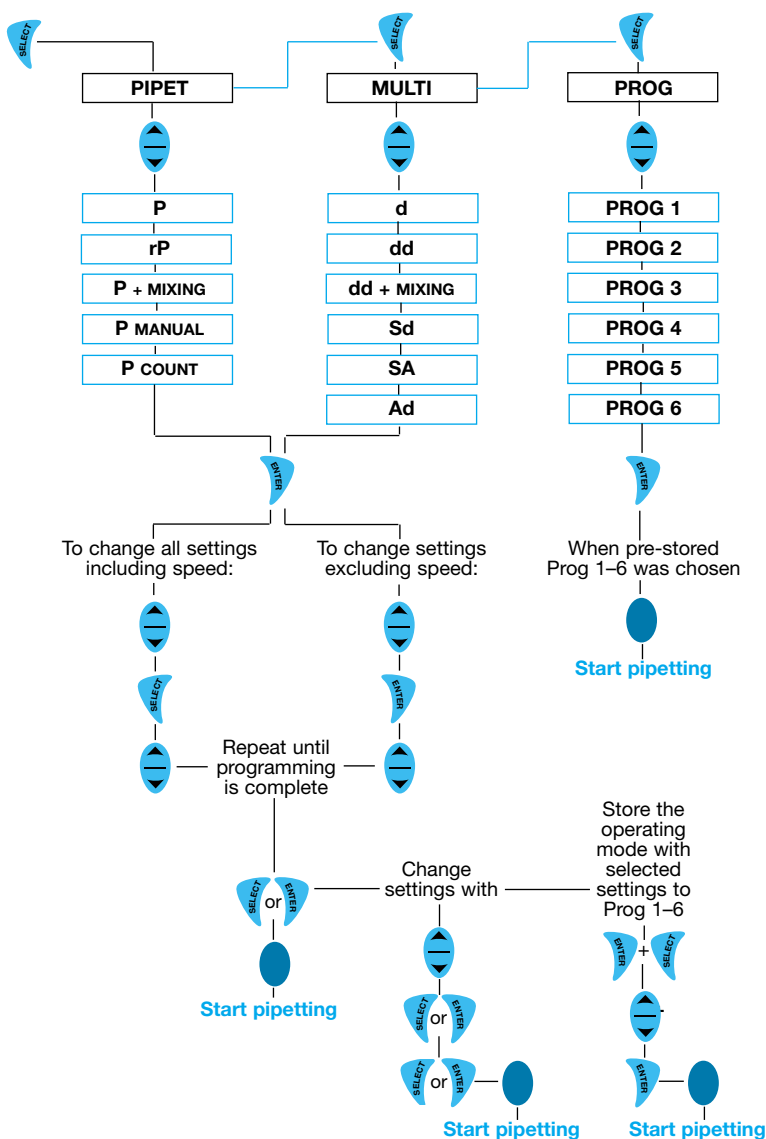 SELECT
SELECT
SELECT
PIPET
MULTI
PROG
P
rP
P + MIXING
P MANUAL
P COUNT
d
dd
dd + MIXING
Sd
SA
Ad
PROG 1
PROG 2
PROG 3
PROG 4
PROG 5
PROG 6
ENTER
ENTER
To change all settings
including speed:
To change settings
excluding speed:
When pre-stored
Prog 1–6 was chosen
Start pipetting
SELECT
ENTER
Repeat until
programming
is complete
SELECT or ENTER
Start pipetting
Change
settings with
SELECT or ENTER
SELECT or ENTER
Start pipetting
Store the
operating
mode with
selected
settings to
Prog 1–6
ENTER + SELECT
ENTER
Start pipetting